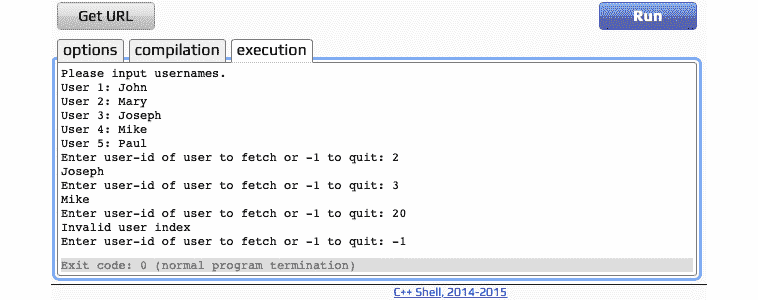 Get URL
Run
options
compilation
execution
Please input usernames.
User 1: John
User 2: Mary
User 3: Joseph
User 4: Mike
User 5: Paul
Enter user-id of user to fetch or -1 to quit: 2
Joseph
Enter user-id of user to fetch or -1 to quit: 3
Mike
Enter user-id of user to fetch or -1 to quit: 20
Invalid user index
Enter user-id of user to fetch or -1 to quit: -1
Exit code: 0 (normal program termination)
C++ Shell, 2014-2015